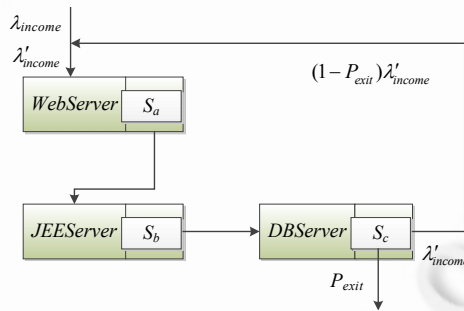 λ_income
λ'_income
(1− P_exit)λ'_income
WebServer S_a
JEEServer S_b
DBServer S_c
λ'_income
P_exit